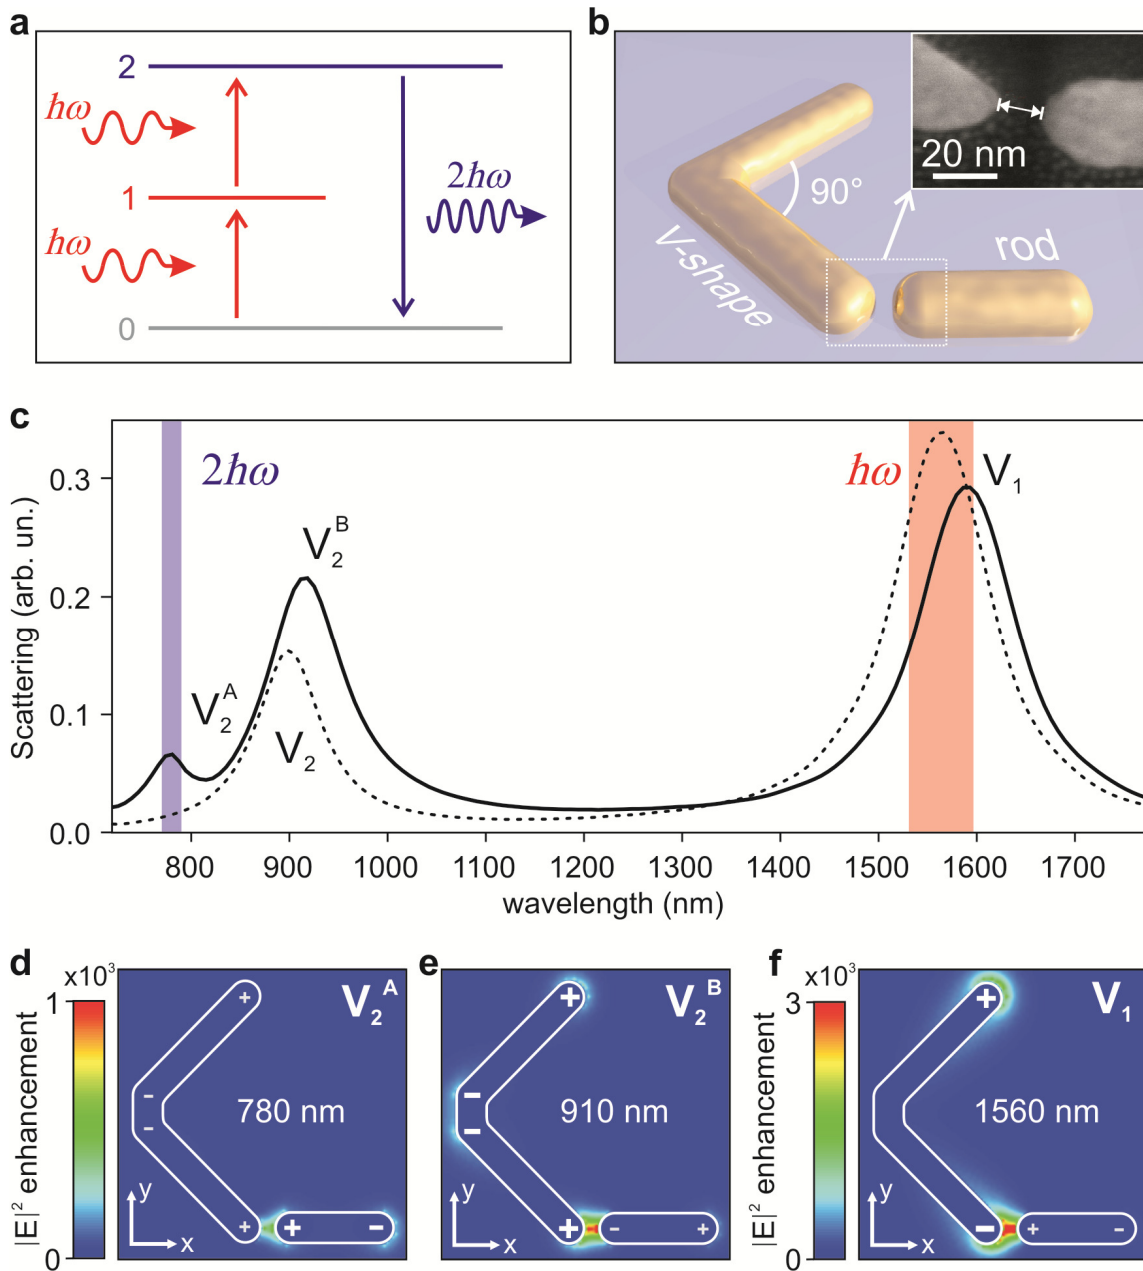 a
2
ħω
1
ħω
0
2ħω
b
20 nm
90°
V-shape
rod
c
Scattering (arb. un.)
0.3
0.2
0.1
0.0
2ħω
V₂ᴬ
V₂ᴮ
V₂
ħω
V₁
800 900 1000 1100 1200 1300 1400 1500 1600 1700
wavelength (nm)
d
x10³
1
0
|E|² enhancement
V₂ᴬ
+
-
-
+
+ -
780 nm
y
x
e
V₂ᴮ
+
-
-
+
- +
910 nm
y
x
f
x10³
3
0
|E|² enhancement
V₁
+
-
+ -
1560 nm
y
x